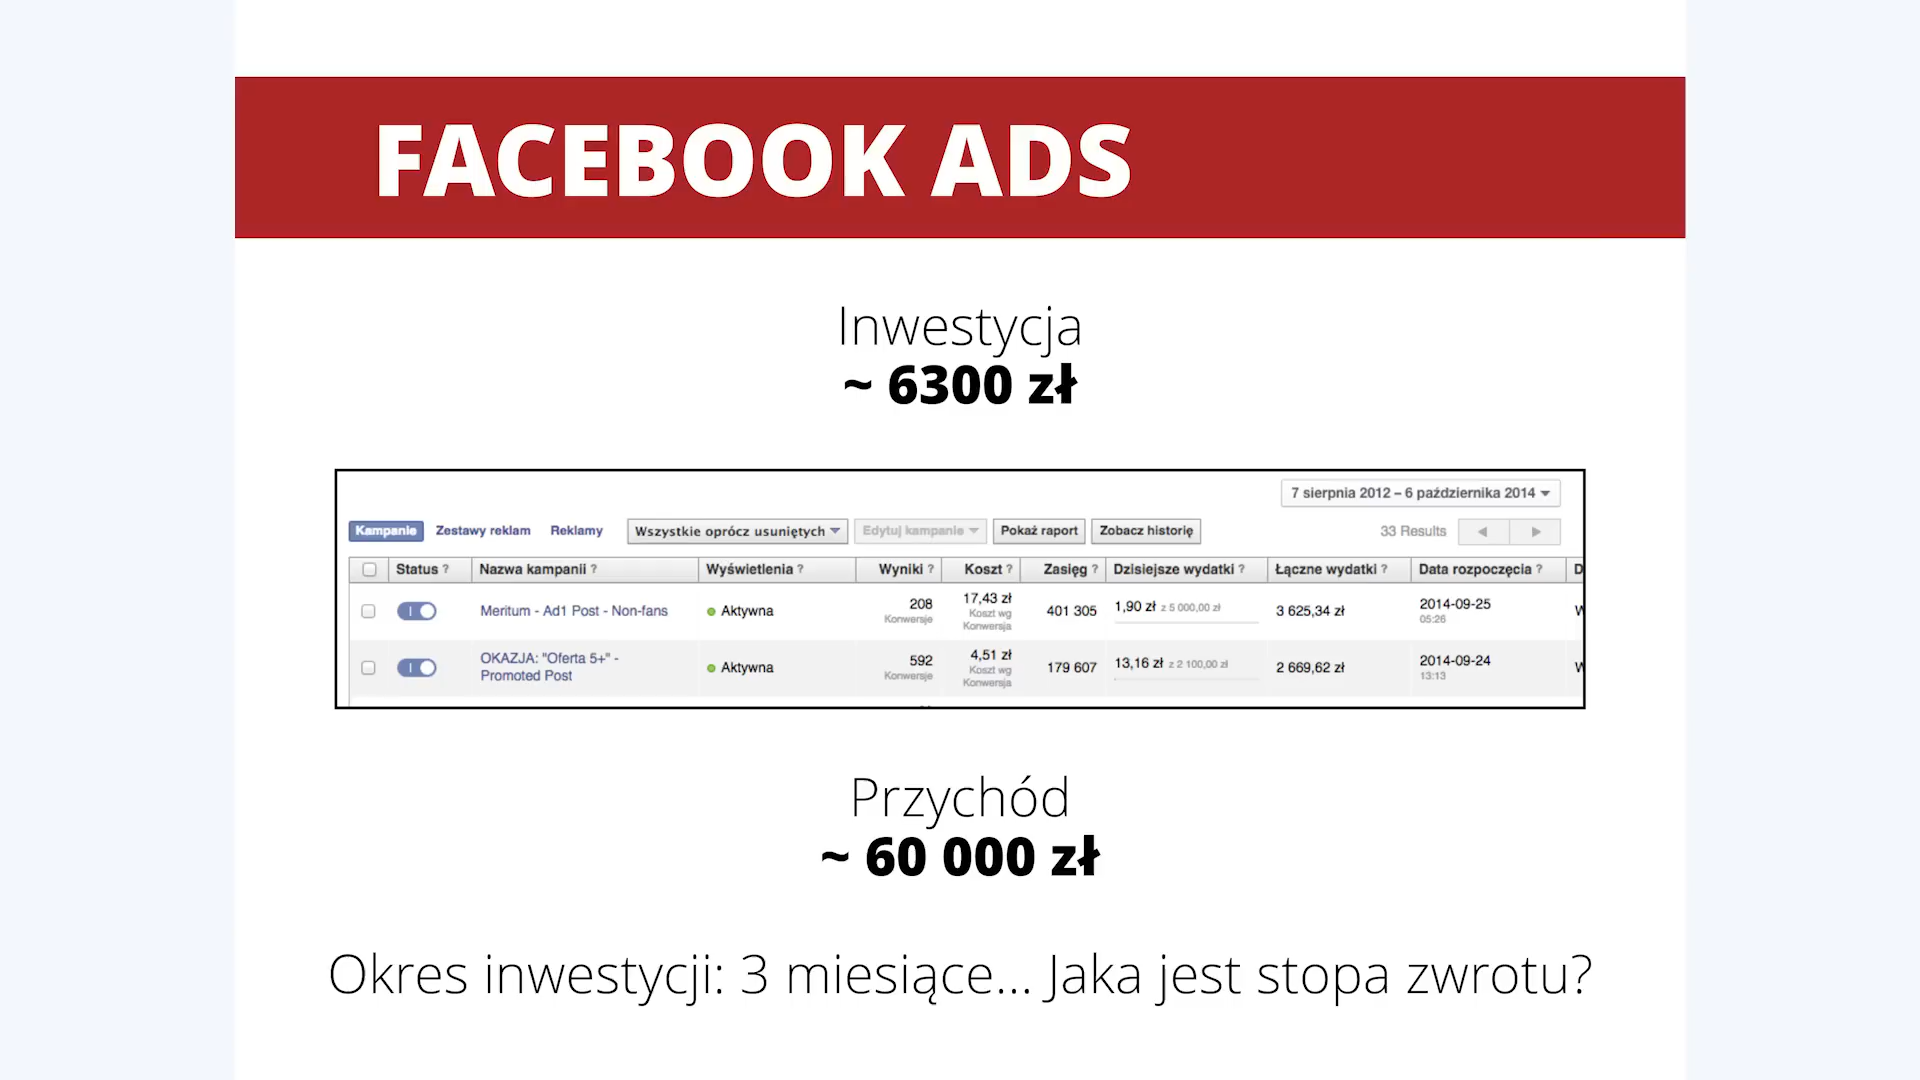 FACEBOOK ADS
Inwestycja
~ 6300 zł
7 sierpnia 2012 – 6 października 2014
Kampanie Zestawy reklam Reklamy Wszystkie oprócz usuniętych Edytuj kampanie Pokaż raport Zobacz historię 33 Results
Status ? Nazwa kampanii ? Wyświetlenia ? Wyniki ? Koszt ? Zasięg ? Dzisiejsze wydatki ? Łączne wydatki ? Data rozpoczęcia ? D
Meritum - Ad1 Post - Non-fans Aktywna 208 Konwersje 17,43 zł Koszt wg Konwersja 401 305 1,90 zł z 5 000,00 zł 3 625,34 zł 2014-09-25 05:26 W
OKAZJA: "Oferta 5+" - Promoted Post Aktywna 592 Konwersje 4,51 zł Koszt wg Konwersja 179 607 13,16 zł z 2 100,00 zł 2 669,62 zł 2014-09-24 13:13 W
Przychód
~ 60 000 zł
Okres inwestycji: 3 miesiące... Jaka jest stopa zwrotu?